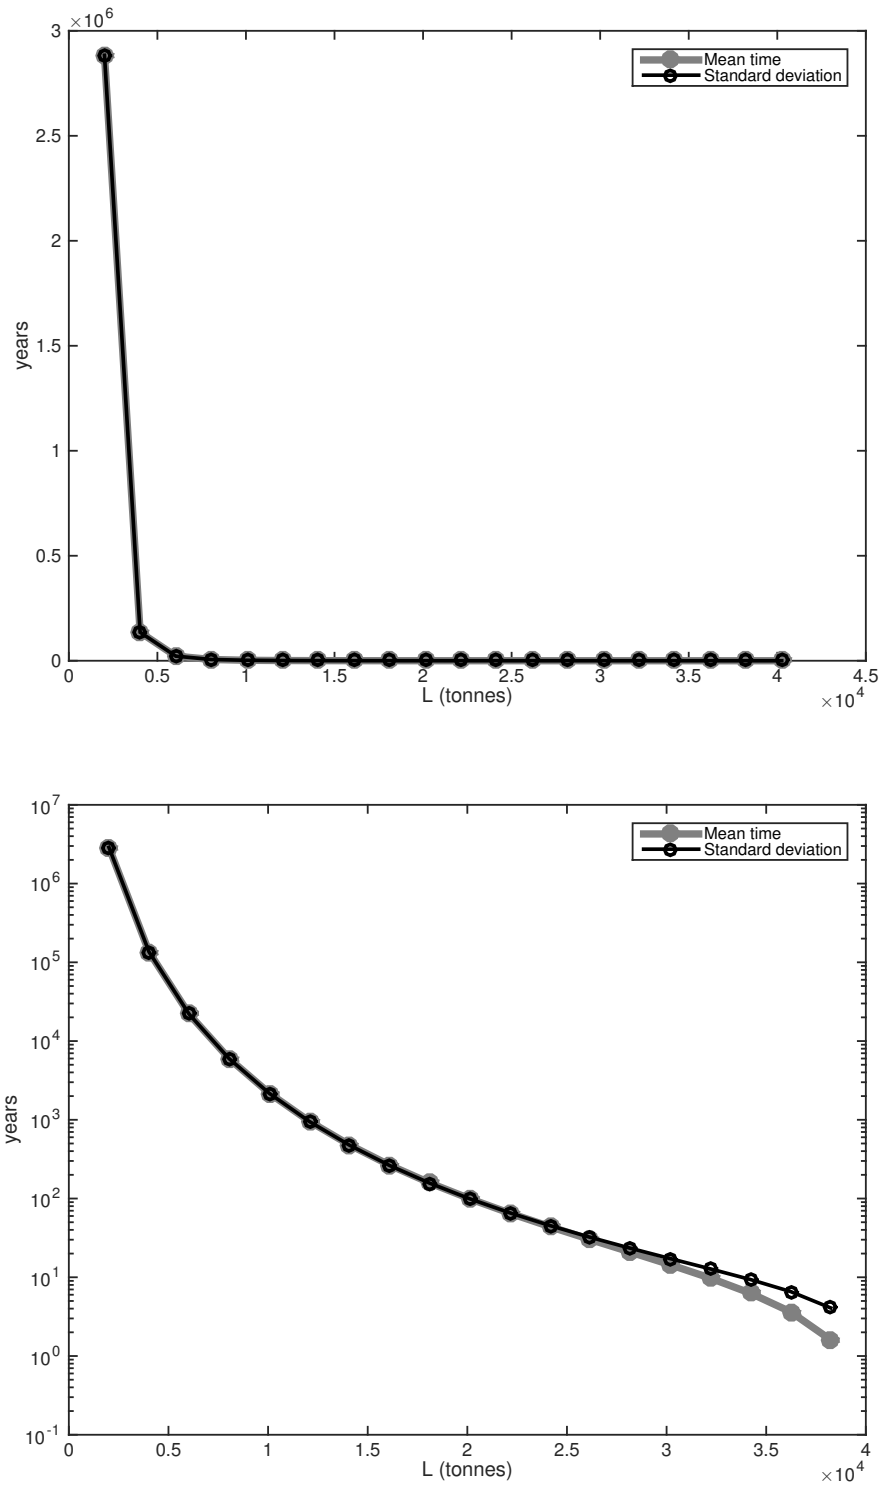 ×10^6
3
2.5
2
1.5
1
0.5
0
years
Mean time
Standard deviation
0 0.5 1 1.5 2 2.5 3 3.5 4 4.5
L (tonnes)
×10^4
10^7
10^6
10^5
10^4
10^3
10^2
10^1
10^0
10^-1
years
Mean time
Standard deviation
0 0.5 1 1.5 2 2.5 3 3.5 4
L (tonnes)
×10^4